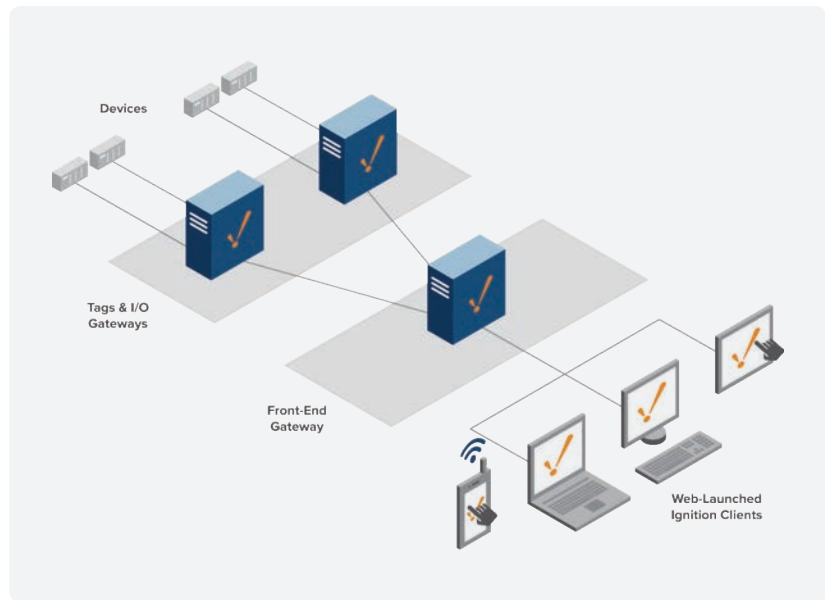 Devices
Tags & I/O
Gateways
Front-End
Gateway
Web-Launched
Ignition Clients